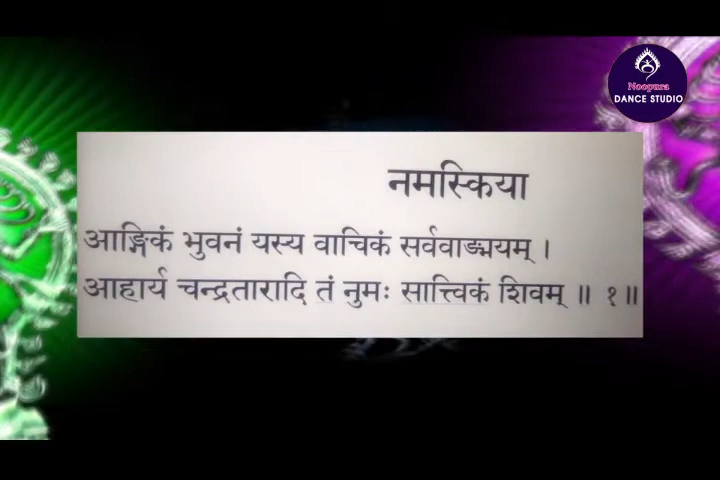 Noopura
DANCE STUDIO
नमस्किया
आङ्गिकं भुवनं यस्य वाचिकं सर्ववाङ्मयम् ।
आहार्य चन्द्रतारादि तं नुमः सात्त्विकं शिवम् ॥ १॥